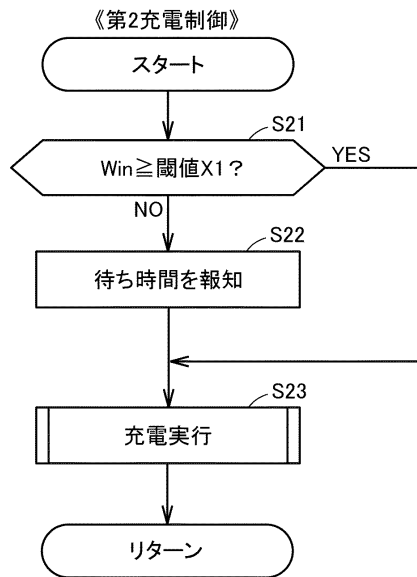 《第2充電制御》
スタート
S21
Win≧閾値X1?
YES
NO
S22
待ち時間を報知
S23
充電実行
リターン